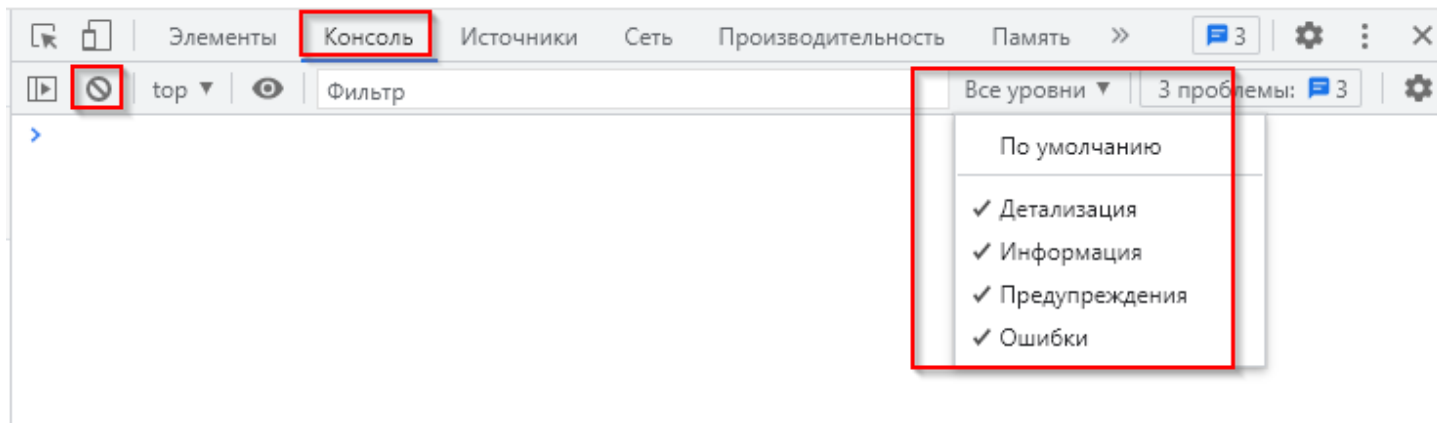 Элементы Консоль Источники Сеть Производительность Память » 3
top ▼ Фильтр Все уровни ▼ 3 проблемы: 3
>
По умолчанию
✓ Детализация
✓ Информация
✓ Предупреждения
✓ Ошибки